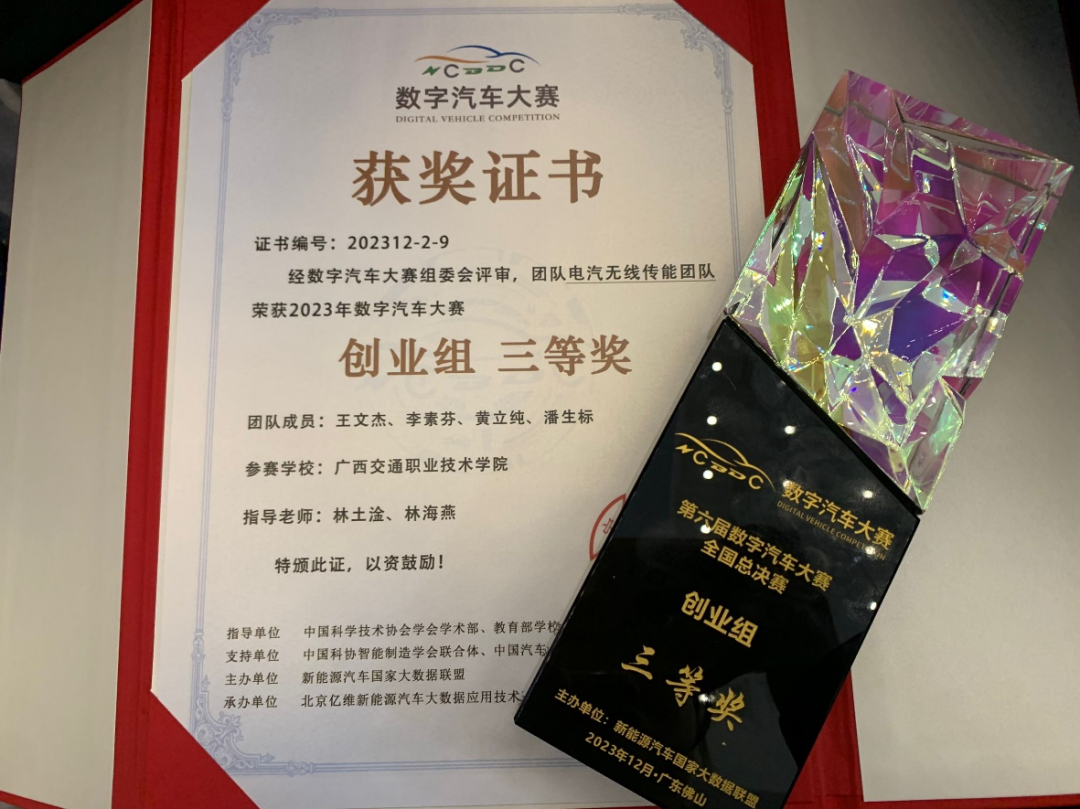 NCBDC
数字汽车大赛
DIGITAL VEHICLE COMPETITION
获奖证书
证书编号：202312-2-9
经数字汽车大赛组委会评审，团队电汽无线传能团队
荣获2023年数字汽车大赛
创业组 三等奖
团队成员：王文杰、李素芬、黄立纯、潘生标
参赛学校：广西交通职业技术学院
指导老师：林土淦、林海燕
特颁此证，以资鼓励！
指导单位 中国科学技术协会学会学术部、教育部学校
支持单位 中国科协智能制造学会联合体、中国汽车
主办单位 新能源汽车国家大数据联盟
承办单位 北京亿维新能源汽车大数据应用技术
NCBDC
数字汽车大赛
DIGITAL VEHICLE COMPETITION
第六届数字汽车大赛
全国总决赛
创业组
三等奖
主办单位：新能源汽车国家大数据联盟
2023年12月·广东佛山